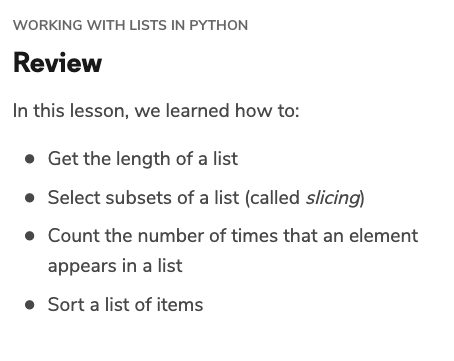 WORKING WITH LISTS IN PYTHON
Review
In this lesson, we learned how to:
● Get the length of a list
● Select subsets of a list (called slicing)
● Count the number of times that an element
appears in a list
● Sort a list of items